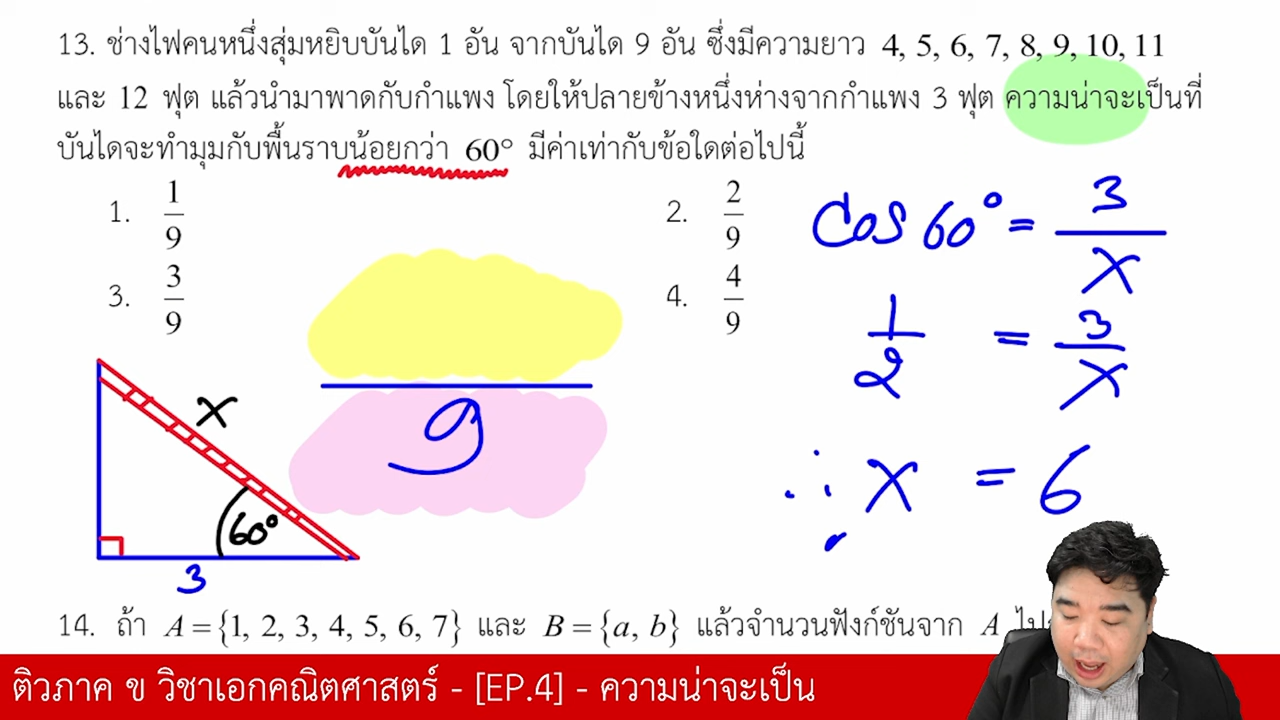 13. ช่างไฟคนหนึ่งสุ่มหยิบบันได 1 อัน จากบันได 9 อัน ซึ่งมีความยาว 4, 5, 6, 7, 8, 9, 10, 11
และ 12 ฟุต แล้วนำมาพาดกับกำแพง โดยให้ปลายข้างหนึ่งห่างจากกำแพง 3 ฟุต ความน่าจะเป็นที่
บันไดจะทำมุมกับพื้นราบน้อยกว่า 60° มีค่าเท่ากับข้อใดต่อไปนี้
1. 1/9
2. 2/9
3. 3/9
4. 4/9
cos 60° = 3/x
1/2 = 3/x
∴ x = 6
9
x
60°
3
14. ถ้า A = {1, 2, 3, 4, 5, 6, 7} และ B = {a, b} แล้วจำนวนฟังก์ชันจาก A
ติวภาค ข วิชาเอกคณิตศาสตร์ - [EP.4] - ความน่าจะเป็น